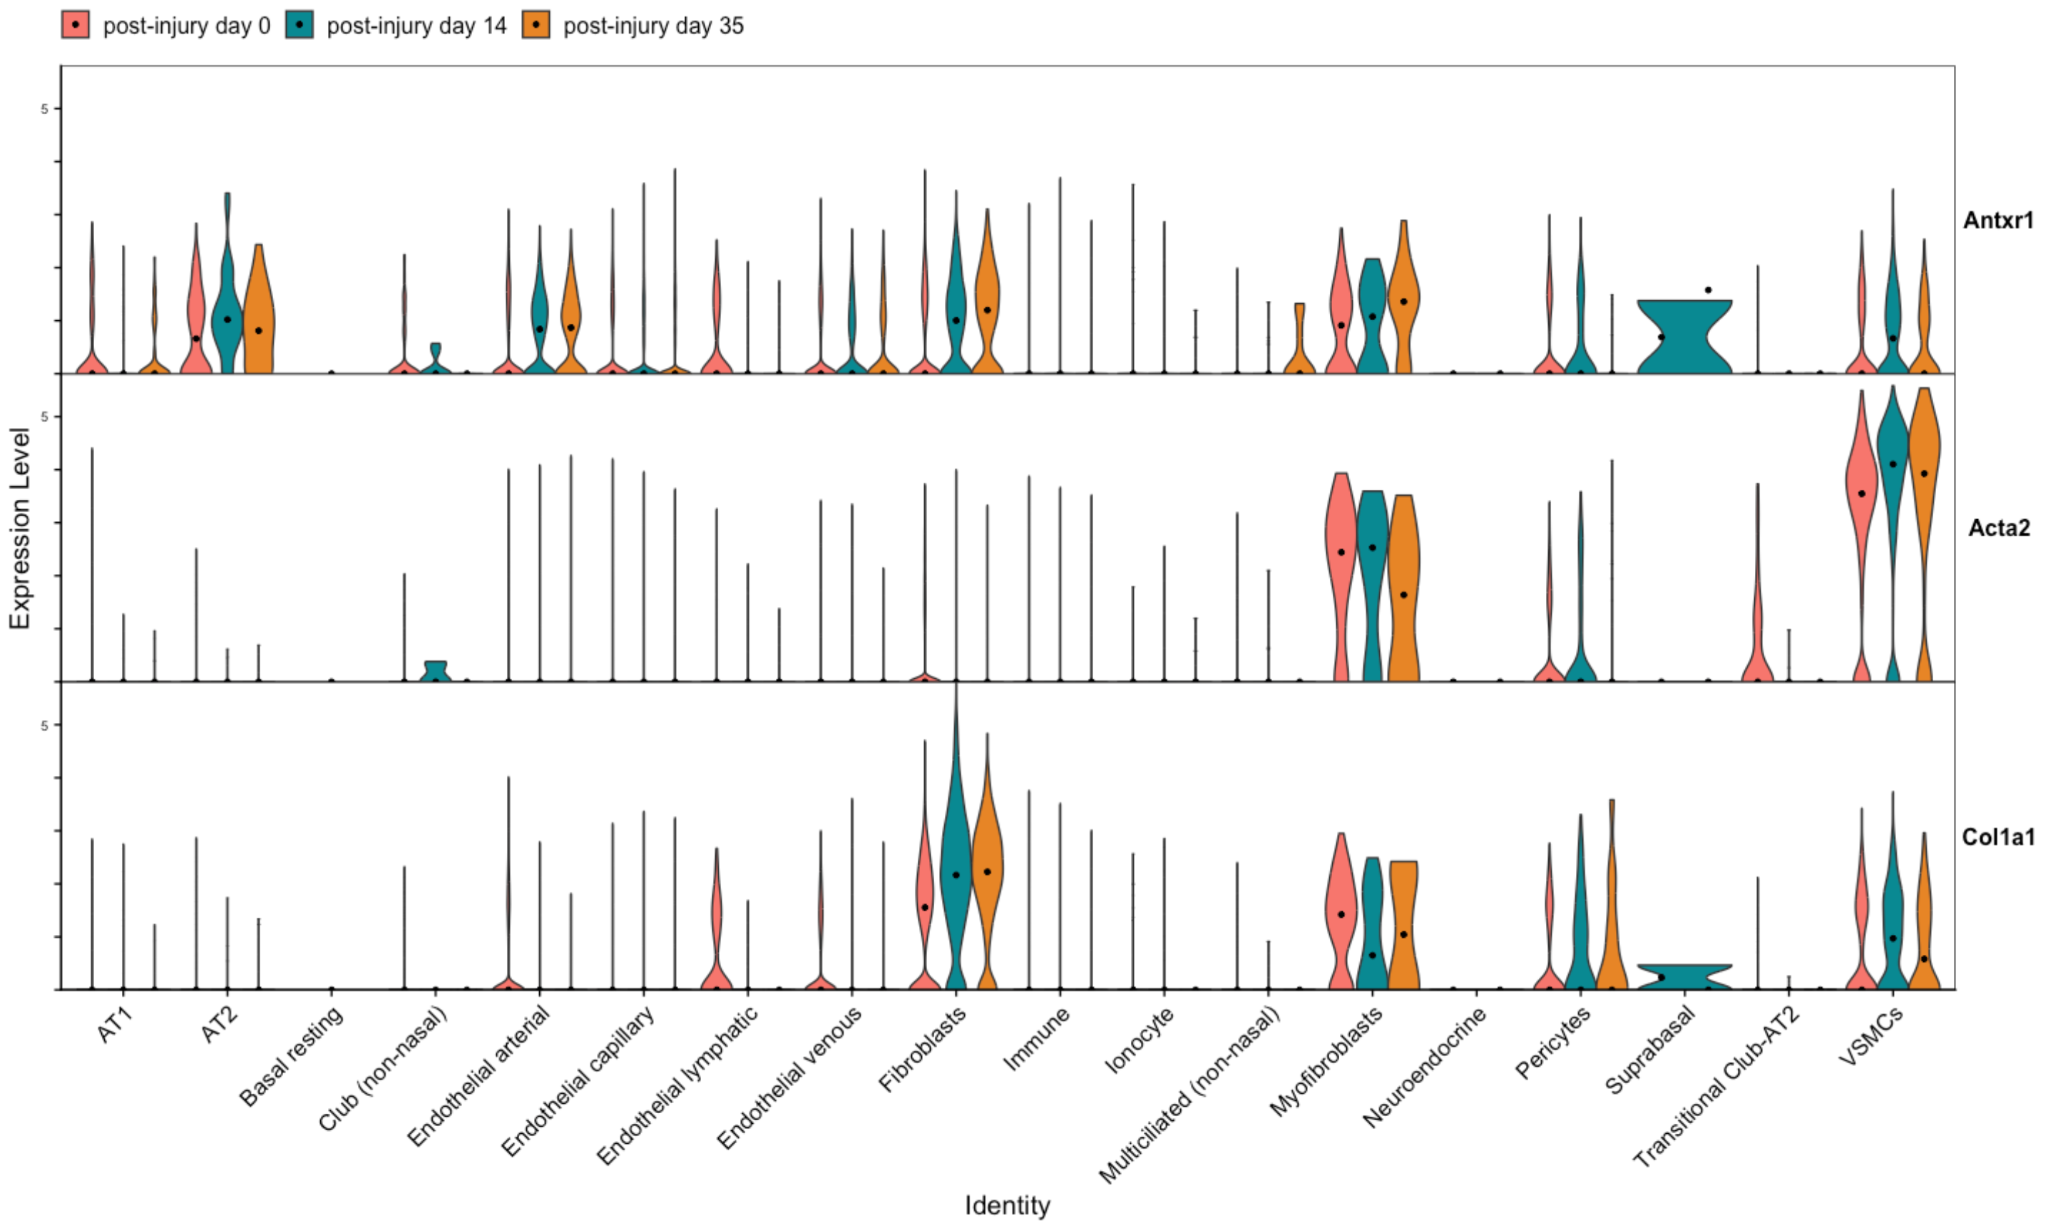 post-injury day 0 post-injury day 14 post-injury day 35
5
Antxr1
5
Acta2
5
Col1a1
Expression Level
AT1
AT2
Basal resting
Club (non-nasal)
Endothelial arterial
Endothelial capillary
Endothelial lymphatic
Endothelial venous
Fibroblasts
Immune
Ionocyte
Multiciliated (non-nasal)
Myofibroblasts
Neuroendocrine
Pericytes
Suprabasal
Transitional Club-AT2
VSMCs
Identity